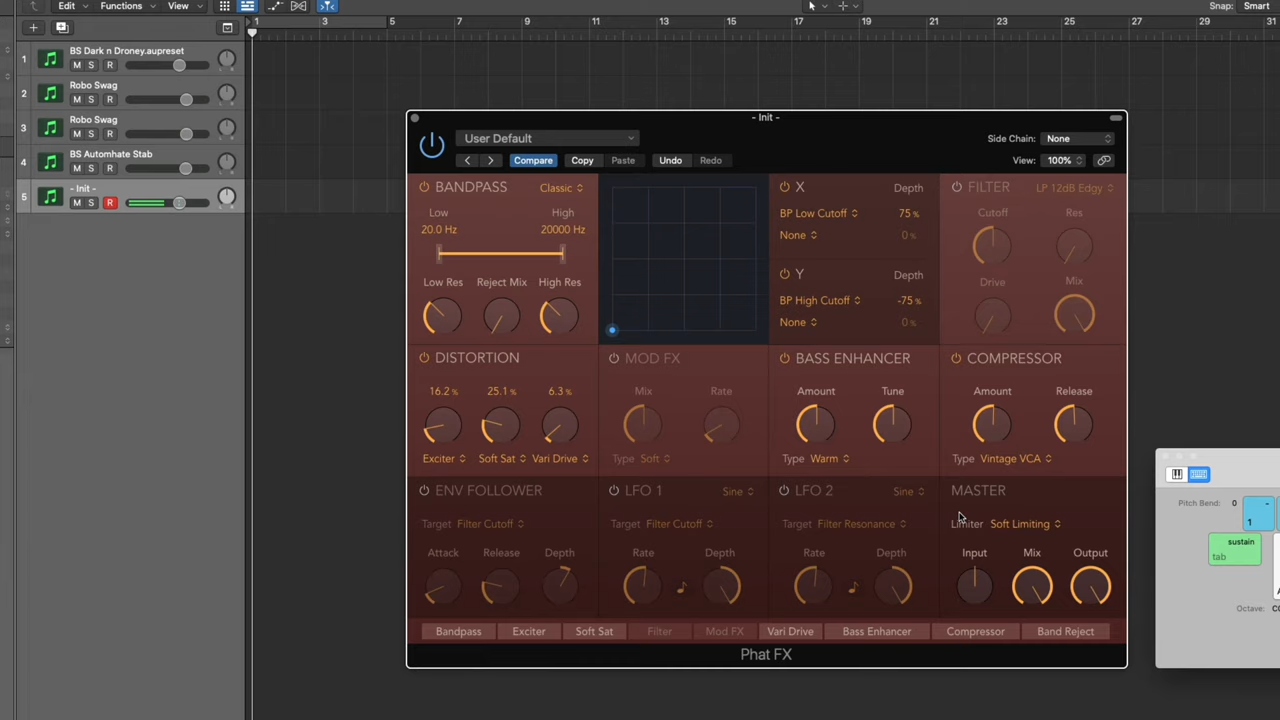 Edit Functions View Snap: Smart
1 3 5 7 9 11 13 15 17 19 21 23 25 27 29 31
1 BS Dark n Droney.aupreset
M S R
2 Robo Swag
M S R
3 Robo Swag
M S R
4 BS Automhate Stab
M S R
5 - Init -
M S R
- Init -
User Default Side Chain: None
Compare Copy Paste Undo Redo View: 100%
BANDPASS Classic
Low High
20.0 Hz 20000 Hz
Low Res Reject Mix High Res
X Depth
BP Low Cutoff 75 %
None 0 %
Y Depth
BP High Cutoff -75 %
None 0 %
FILTER LP 12dB Edgy
Cutoff Res
Drive Mix
DISTORTION
16.2 % 25.1 % 6.3 %
Exciter Soft Sat Vari Drive
MOD FX
Mix Rate
Type Soft
BASS ENHANCER
Amount Tune
Type Warm
COMPRESSOR
Amount Release
Type Vintage VCA
ENV FOLLOWER
Target Filter Cutoff
Attack Release Depth
LFO 1 Sine
Target Filter Cutoff
Rate Depth
LFO 2 Sine
Target Filter Resonance
Rate Depth
MASTER
Limiter Soft Limiting
Input Mix Output
Bandpass Exciter Soft Sat Filter Mod FX Vari Drive Bass Enhancer Compressor Band Reject
Phat FX
Pitch Bend: 0 -
1
sustain
tab
Octave: